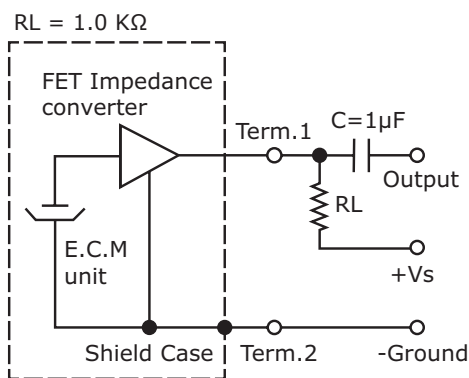 RL = 1.0 KΩ
FET Impedance
converter
Term.1
C=1µF
Output
RL
E.C.M
unit
+Vs
Shield Case
Term.2
-Ground